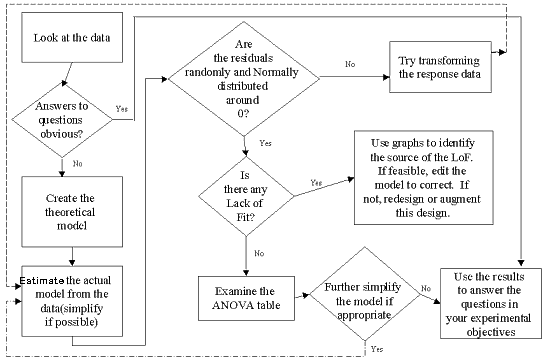 Look at the data
Answers to
questions
obvious?
Yes
No
Create the
theoretical
model
Estimate the actual
model from the
data(simplify
if possible)
Are
the residuals
randomly and Normally
distributed
around
0?
No
Try transforming
the response data
Yes
Is
there any
Lack of
Fit?
Yes
Use graphs to identify
the source of the LoF.
If feasible, edit the
model to correct. If
not, redesign or augment
this design.
No
Examine the
ANOVA table
Further simplify
the model if
appropriate
No
Yes
Use the results
to answer the
questions in
your experimental
objectives